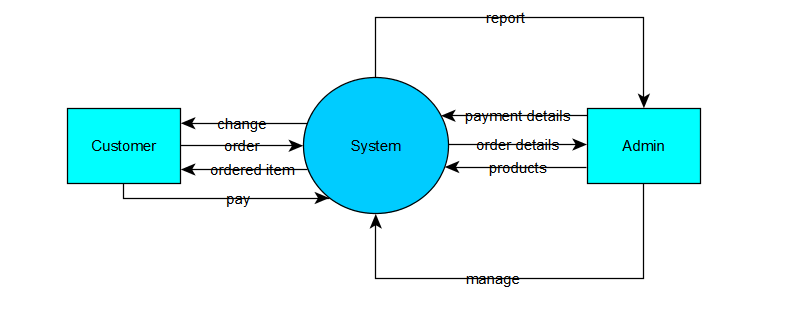 report
payment details
change
Customer
order
System
order details
Admin
ordered item
products
pay
manage